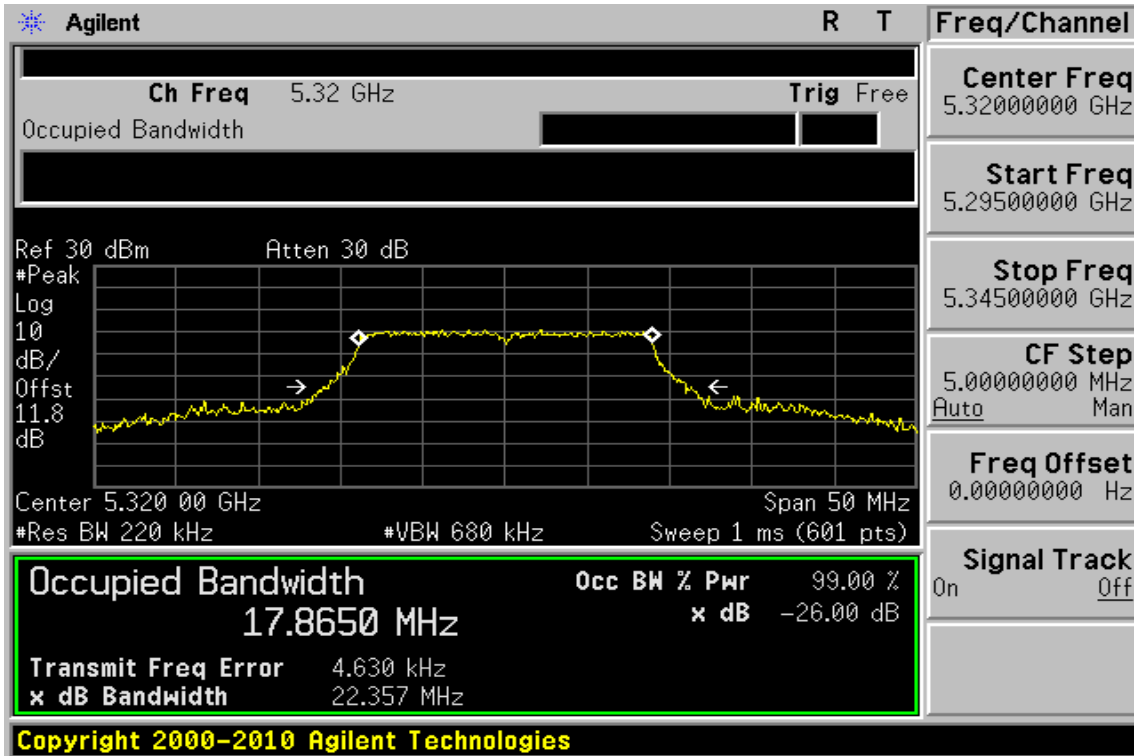 Agilent R T
Ch Freq 5.32 GHz Trig Free
Occupied Bandwidth
Ref 30 dBm Atten 30 dB
#Peak
Log
10
dB/
Offst
11.8
dB
Center 5.320 00 GHz Span 50 MHz
#Res BW 220 kHz #VBW 680 kHz Sweep 1 ms (601 pts)
Occupied Bandwidth
17.8650 MHz
Occ BW % Pwr 99.00 %
x dB -26.00 dB
Transmit Freq Error 4.630 kHz
x dB Bandwidth 22.357 MHz
Copyright 2000-2010 Agilent Technologies
Freq/Channel
Center Freq
5.32000000 GHz
Start Freq
5.29500000 GHz
Stop Freq
5.34500000 GHz
CF Step
5.00000000 MHz
Auto Man
Freq Offset
0.00000000 Hz
Signal Track
On Off